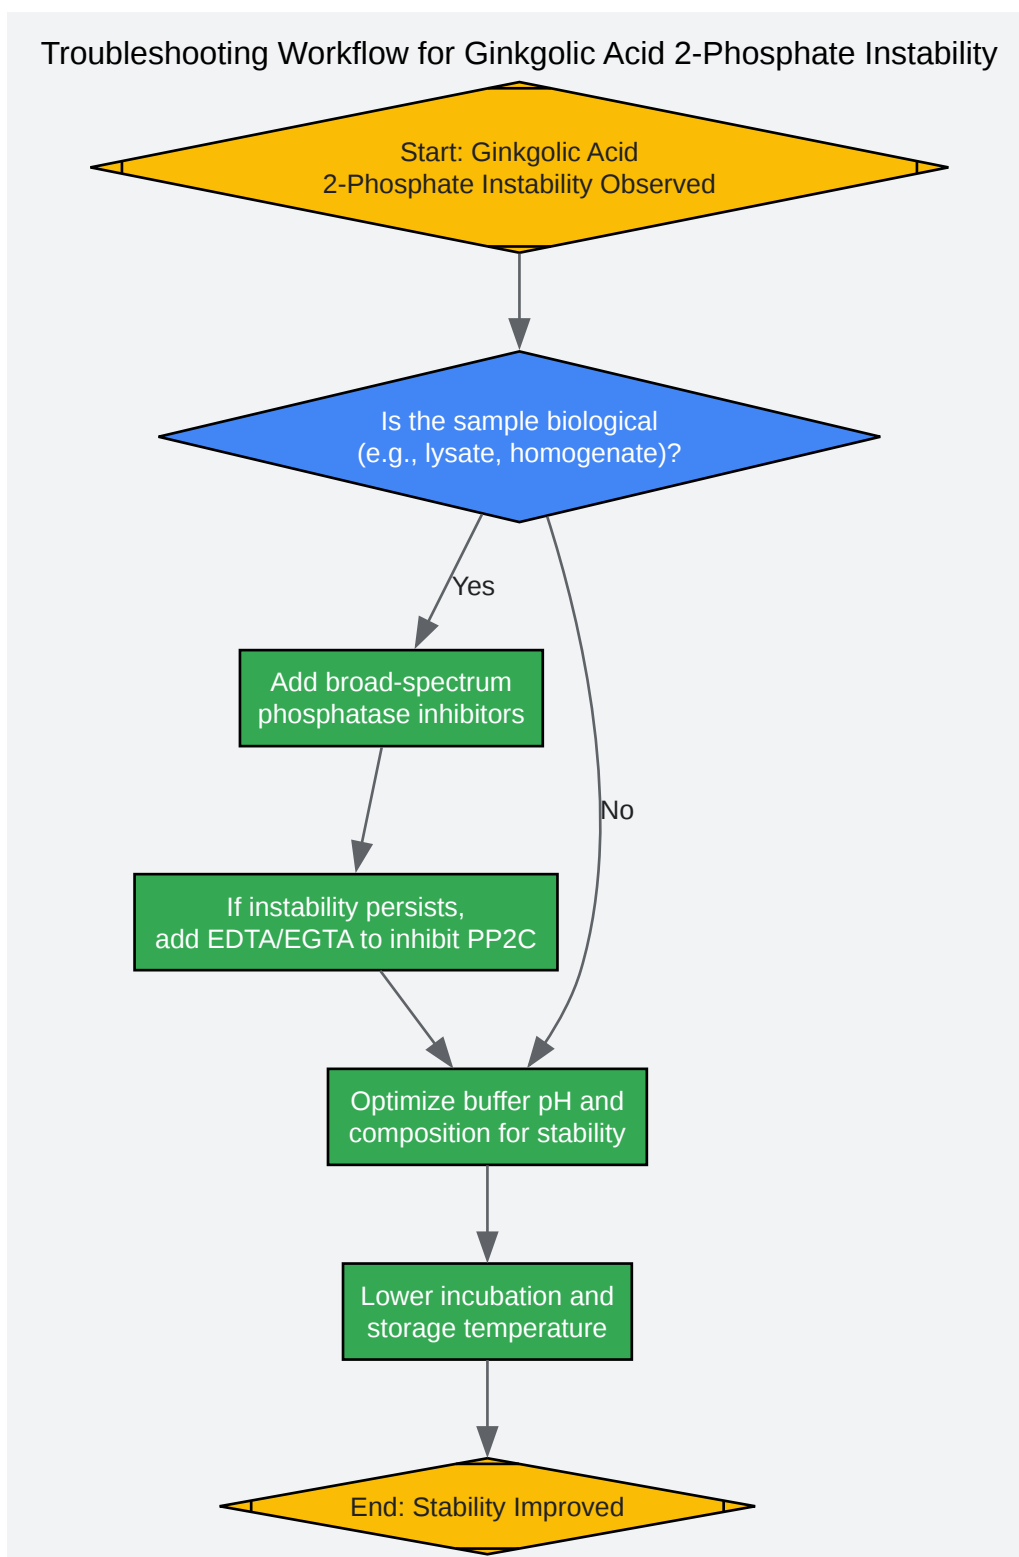 Troubleshooting Workflow for Ginkgolic Acid 2-Phosphate Instability
Start: Ginkgolic Acid
2-Phosphate Instability Observed
Is the sample biological
(e.g., lysate, homogenate)?
Yes
Add broad-spectrum
phosphatase inhibitors
No
If instability persists,
add EDTA/EGTA to inhibit PP2C
Optimize buffer pH and
composition for stability
Lower incubation and
storage temperature
End: Stability Improved